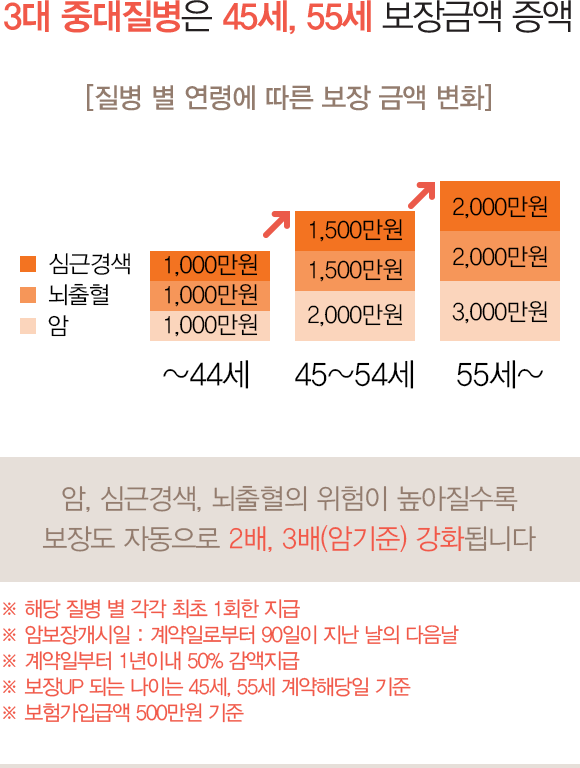 3대 중대질병은 45세, 55세 보장금액 증액
[질병 별 연령에 따른 보장 금액 변화]
심근경색
뇌출혈
암
1,000만원
1,000만원
1,000만원
~44세
1,500만원
1,500만원
2,000만원
45~54세
2,000만원
2,000만원
3,000만원
55세~
암, 심근경색, 뇌출혈의 위험이 높아질수록
보장도 자동으로 2배, 3배(암기준) 강화됩니다
※ 해당 질병 별 각각 최초 1회한 지급
※ 암보장개시일 : 계약일로부터 90일이 지난 날의 다음날
※ 계약일부터 1년이내 50% 감액지급
※ 보장UP 되는 나이는 45세, 55세 계약해당일 기준
※ 보험가입급액 500만원 기준